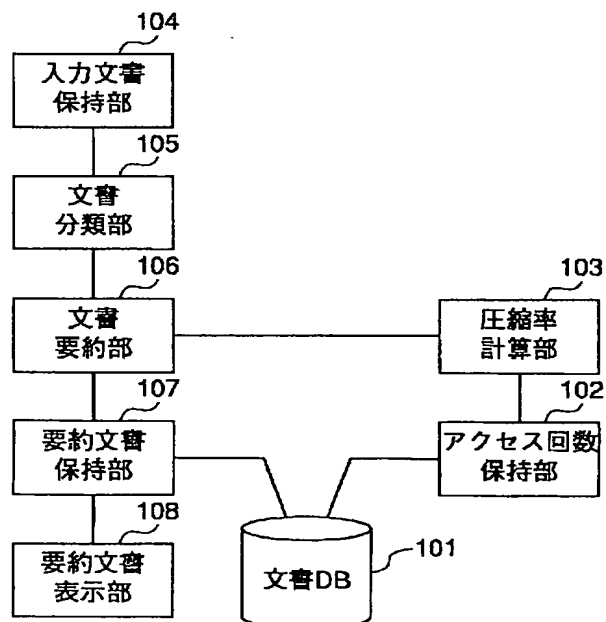 104
入力文書
保持部
105
文書
分類部
106
文書
要約部
103
圧縮率
計算部
107
要約文書
保持部
102
アクセス回数
保持部
108
要約文書
表示部
文書DB
101